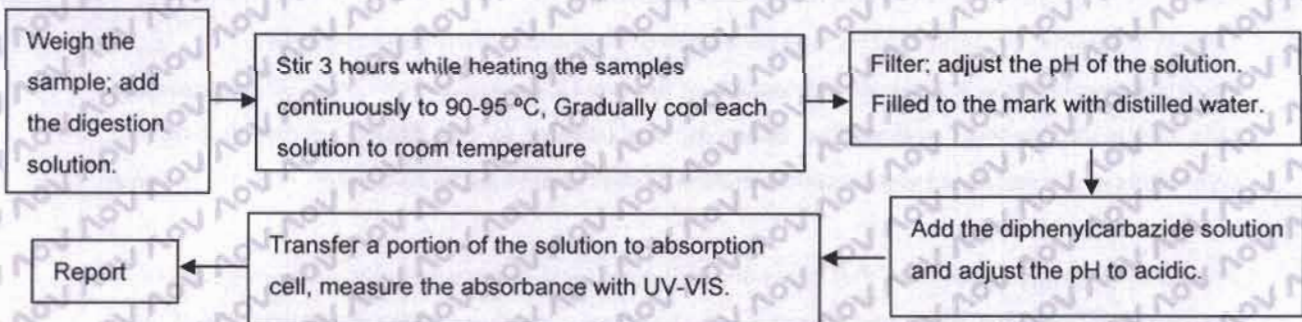 Weigh the
sample; add
the digestion
solution.
Stir 3 hours while heating the samples
continuously to 90-95 ºC, Gradually cool each
solution to room temperature
Filter; adjust the pH of the solution.
Filled to the mark with distilled water.
Add the diphenylcarbazide solution
and adjust the pH to acidic.
Transfer a portion of the solution to absorption
cell, measure the absorbance with UV-VIS.
Report